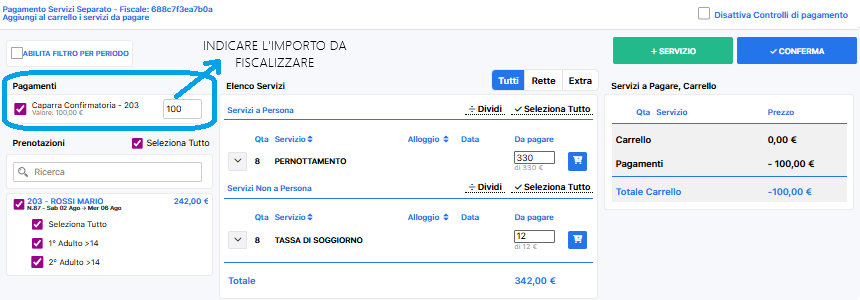 Pagamento Servizi Separato - Fiscale: 688c7f3ea7b0a
Aggiungi al carrello i servizi da pagare
Disattiva Controlli di pagamento
ABILITA FILTRO PER PERIODO
INDICARE L'IMPORTO DA
FISCALIZZARE
+ SERVIZIO
CONFERMA
Pagamenti
Caparra Confirmatoria - 203
Valore: 100,00 €
100
Prenotazioni
Seleziona Tutto
Ricerca
203 - ROSSI MARIO
242,00 €
N.87 - Sab 02 Ago → Mer 06 Ago
Seleziona Tutto
1° Adulto >14
2° Adulto >14
Elenco Servizi
Tutti
Rette
Extra
Servizi a Persona
Dividi
Seleziona Tutto
Qta Servizio Alloggio Data Da pagare
8 PERNOTTAMENTO 330
di 330 €
Servizi Non a Persona
Dividi
Seleziona Tutto
Qta Servizio Alloggio Data Da pagare
8 TASSA DI SOGGIORNO 12
di 12 €
Totale 342,00 €
Servizi a Pagare, Carrello
Qta Servizio Prezzo
Carrello 0,00 €
Pagamenti - 100,00 €
Totale Carrello -100,00 €